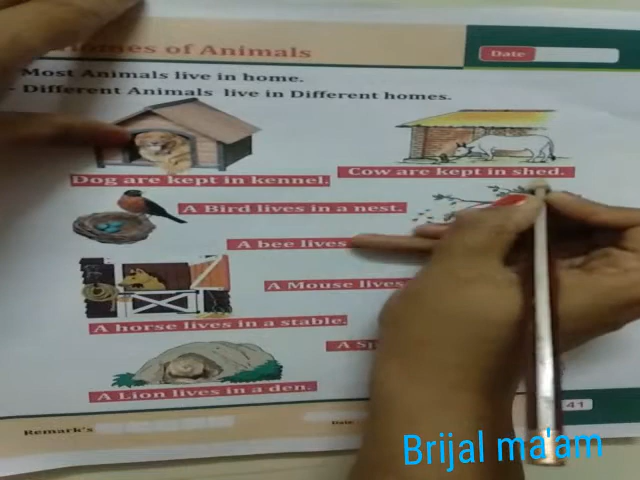 Homes of Animals
Date
Most Animals live in home.
- Different Animals live in Different homes.
Dog are kept in kennel.
Cow are kept in shed.
A Bird lives in a nest.
A bee lives
A Mouse lives
A horse lives in a stable.
A Lion lives in a den.
Remark's
Date
41
Brijal ma'am